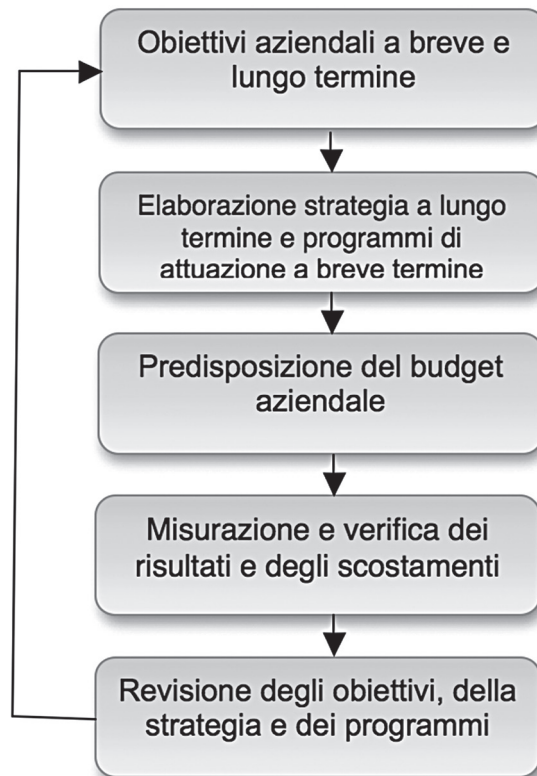 Obiettivi aziendali a breve e
lungo termine
Elaborazione strategia a lungo
termine e programmi di
attuazione a breve termine
Predisposizione del budget
aziendale
Misurazione e verifica dei
risultati e degli scostamenti
Revisione degli obiettivi, della
strategia e dei programmi